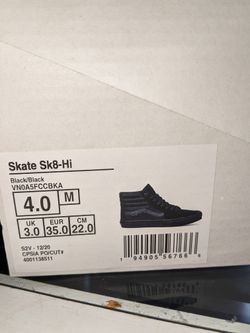 Skate Sk8-Hi
Black/Black
VN0A5FCCBKA
4.0 M
UK EUR CM
3.0 35.0 22.0
S2V - 12/20
CPSIA PO/CUT#
4001138511
1 94905 56766 6